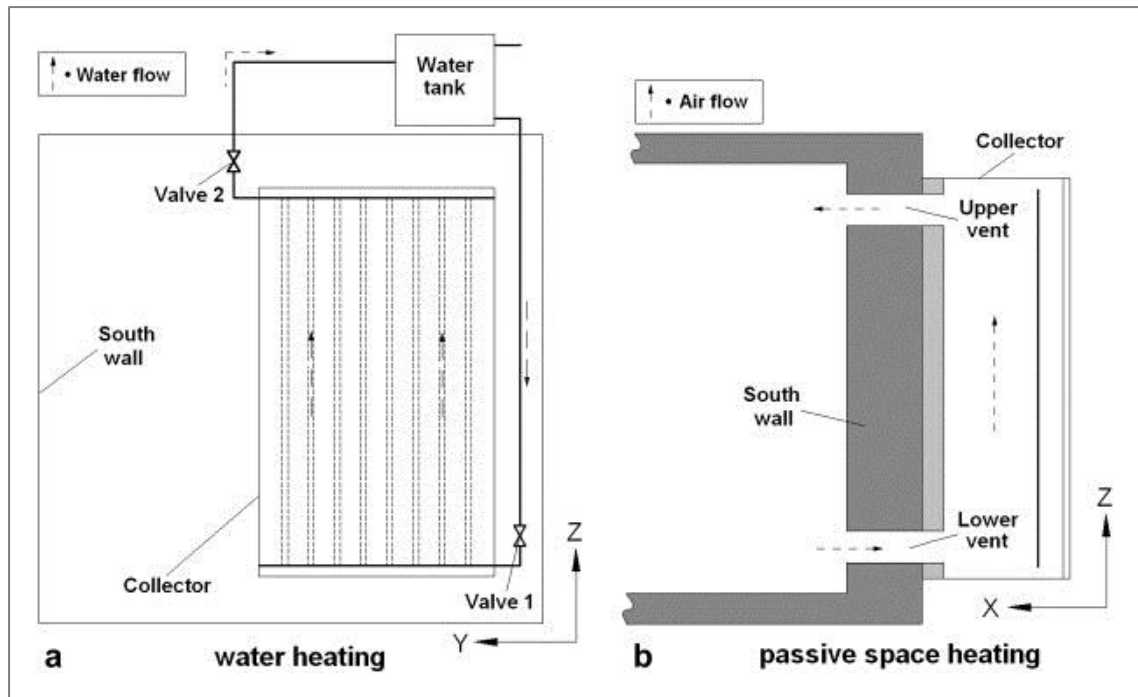 • Water flow
Water
tank
Valve 2
South
wall
Collector
Valve 1
Z
Y
a
water heating
• Air flow
Collector
Upper
vent
South
wall
Lower
vent
Z
X
b
passive space heating